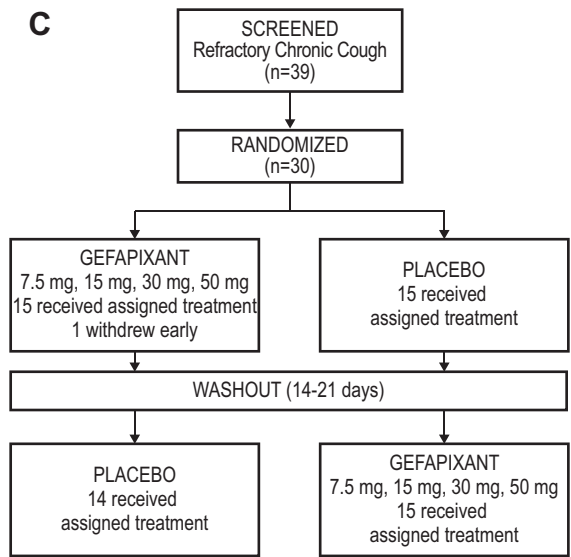 C
SCREENED
Refractory Chronic Cough
(n=39)
RANDOMIZED
(n=30)
GEFAPIXANT
7.5 mg, 15 mg, 30 mg, 50 mg
15 received assigned treatment
1 withdrew early
PLACEBO
15 received
assigned treatment
WASHOUT (14-21 days)
PLACEBO
14 received
assigned treatment
GEFAPIXANT
7.5 mg, 15 mg, 30 mg, 50 mg
15 received
assigned treatment